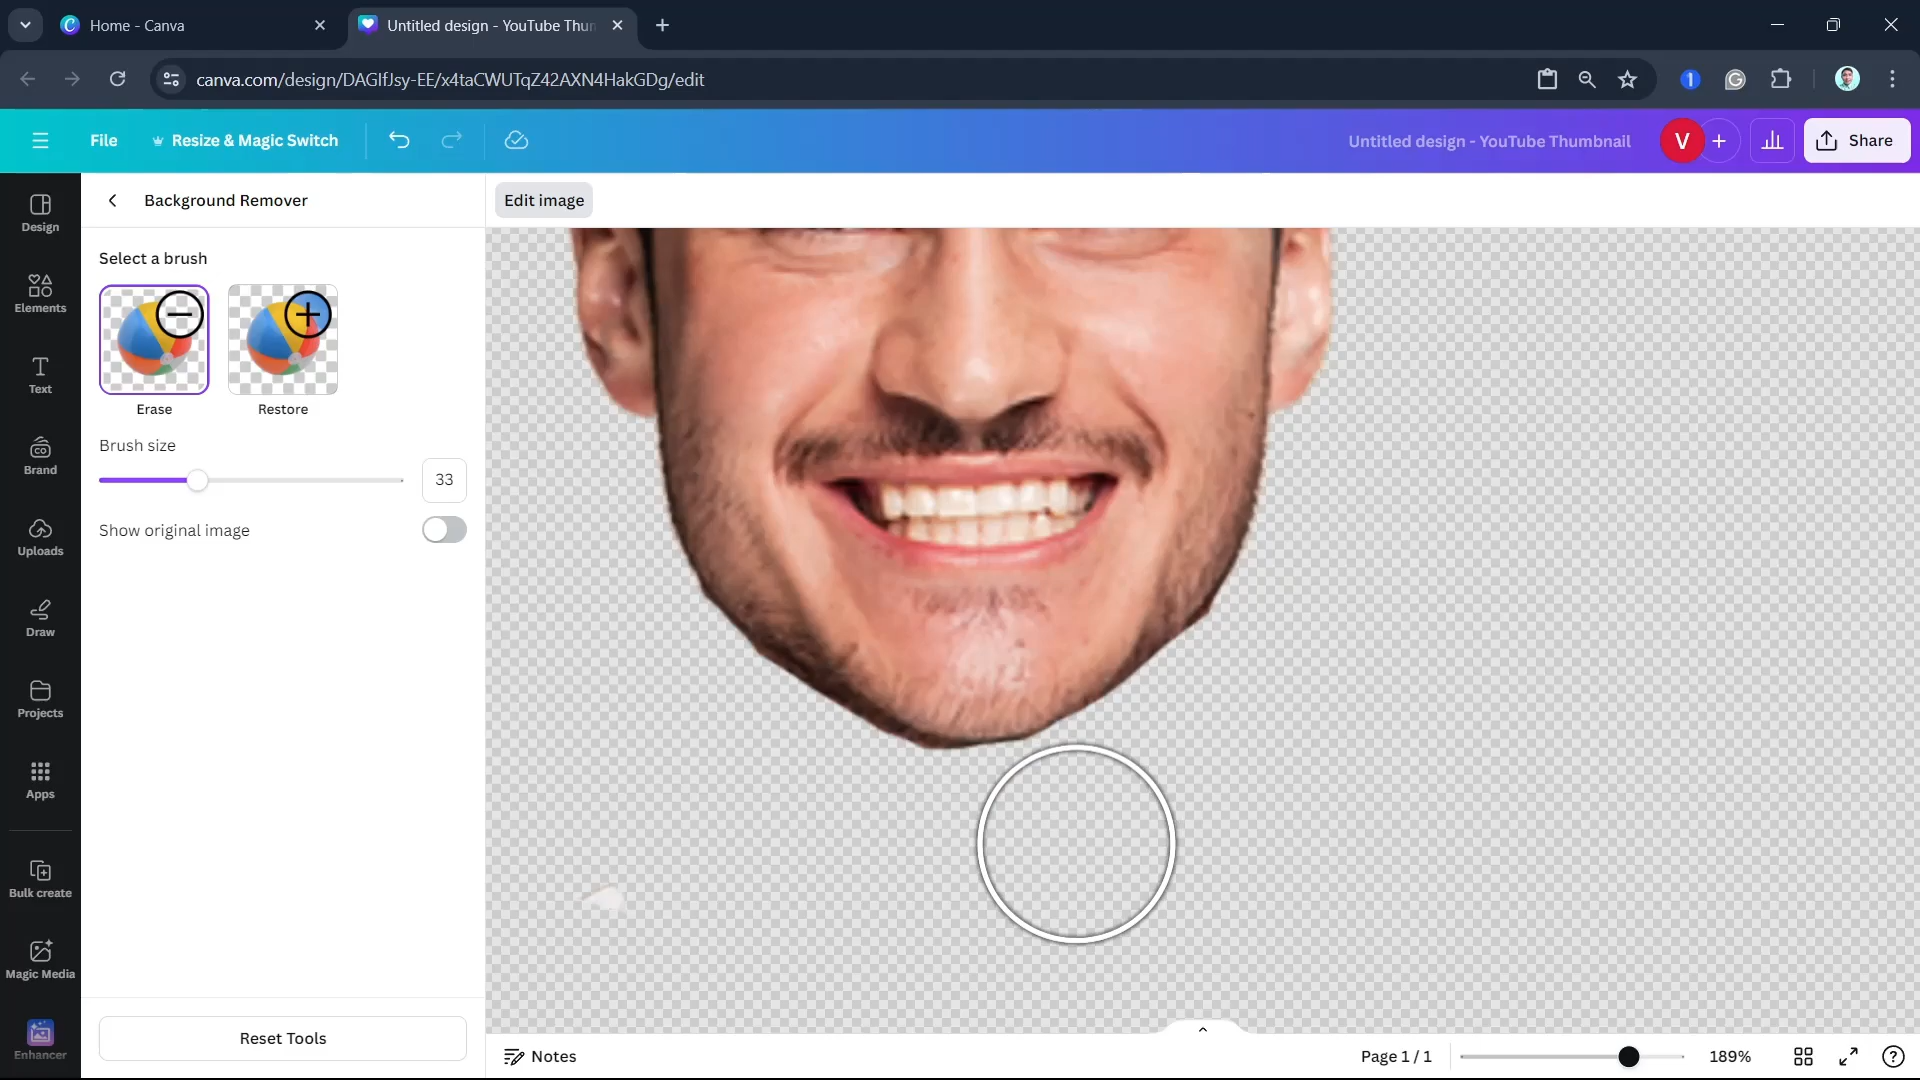 Home - Canva
Untitled design - YouTube Thun
canva.com/design/DAGIfJsy-EE/x4taCWUTqZ42AXN4HakGDg/edit
File
Resize & Magic Switch
Untitled design - YouTube Thumbnail
V
Share
Design
Elements
Text
Brand
Uploads
Draw
Projects
Apps
Bulk create
Magic Media
Enhancer
Background Remover
Select a brush
Erase
Restore
Brush size
33
Show original image
Reset Tools
Edit image
Notes
Page 1 / 1
189%